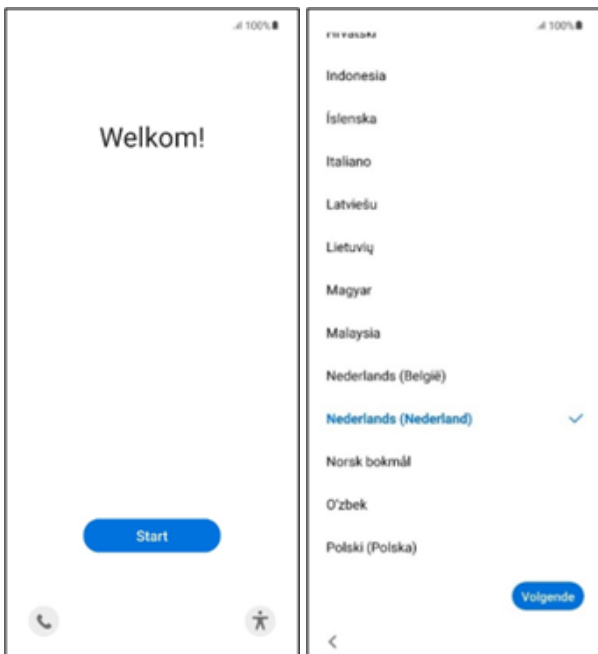 100%
Welkom!
Start
100%
Hrvatski
Indonesia
Íslenska
Italiano
Latviešu
Lietuvių
Magyar
Malaysia
Nederlands (België)
Nederlands (Nederland)
Norsk bokmål
O'zbek
Polski (Polska)
Volgende